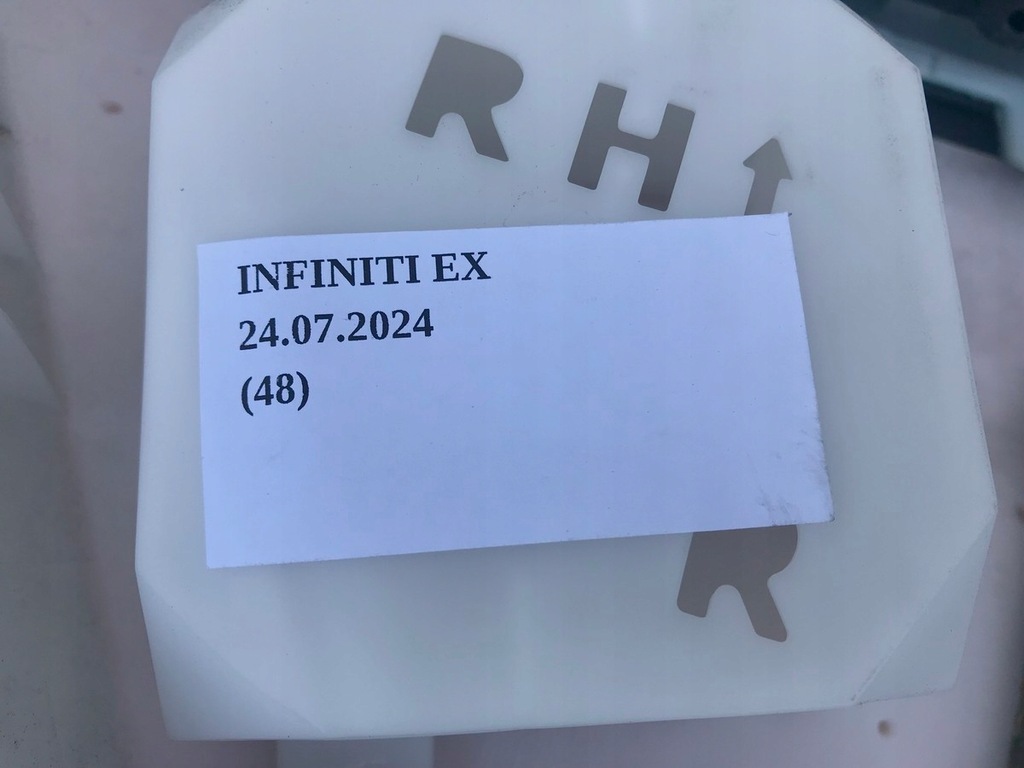 RH
INFINITI EX
24.07.2024
(48)
R